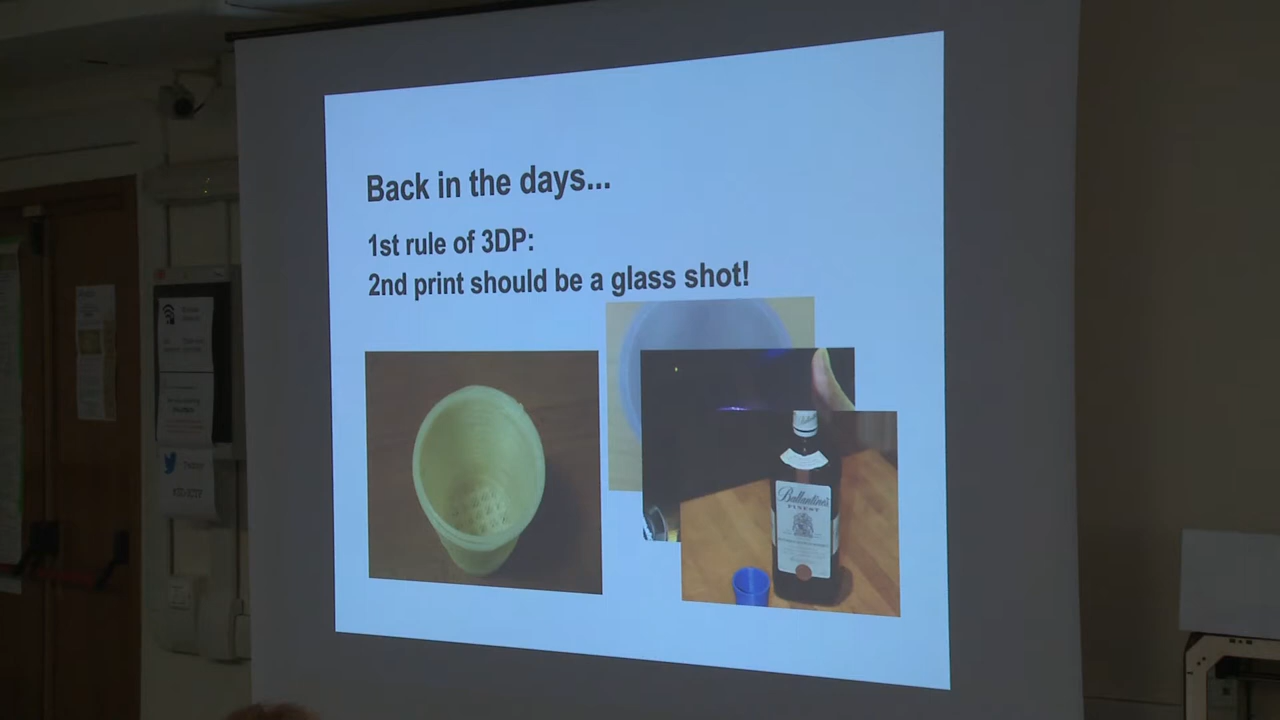 Back in the days...
1st rule of 3DP:
2nd print should be a glass shot!
Ballantine's
FINEST